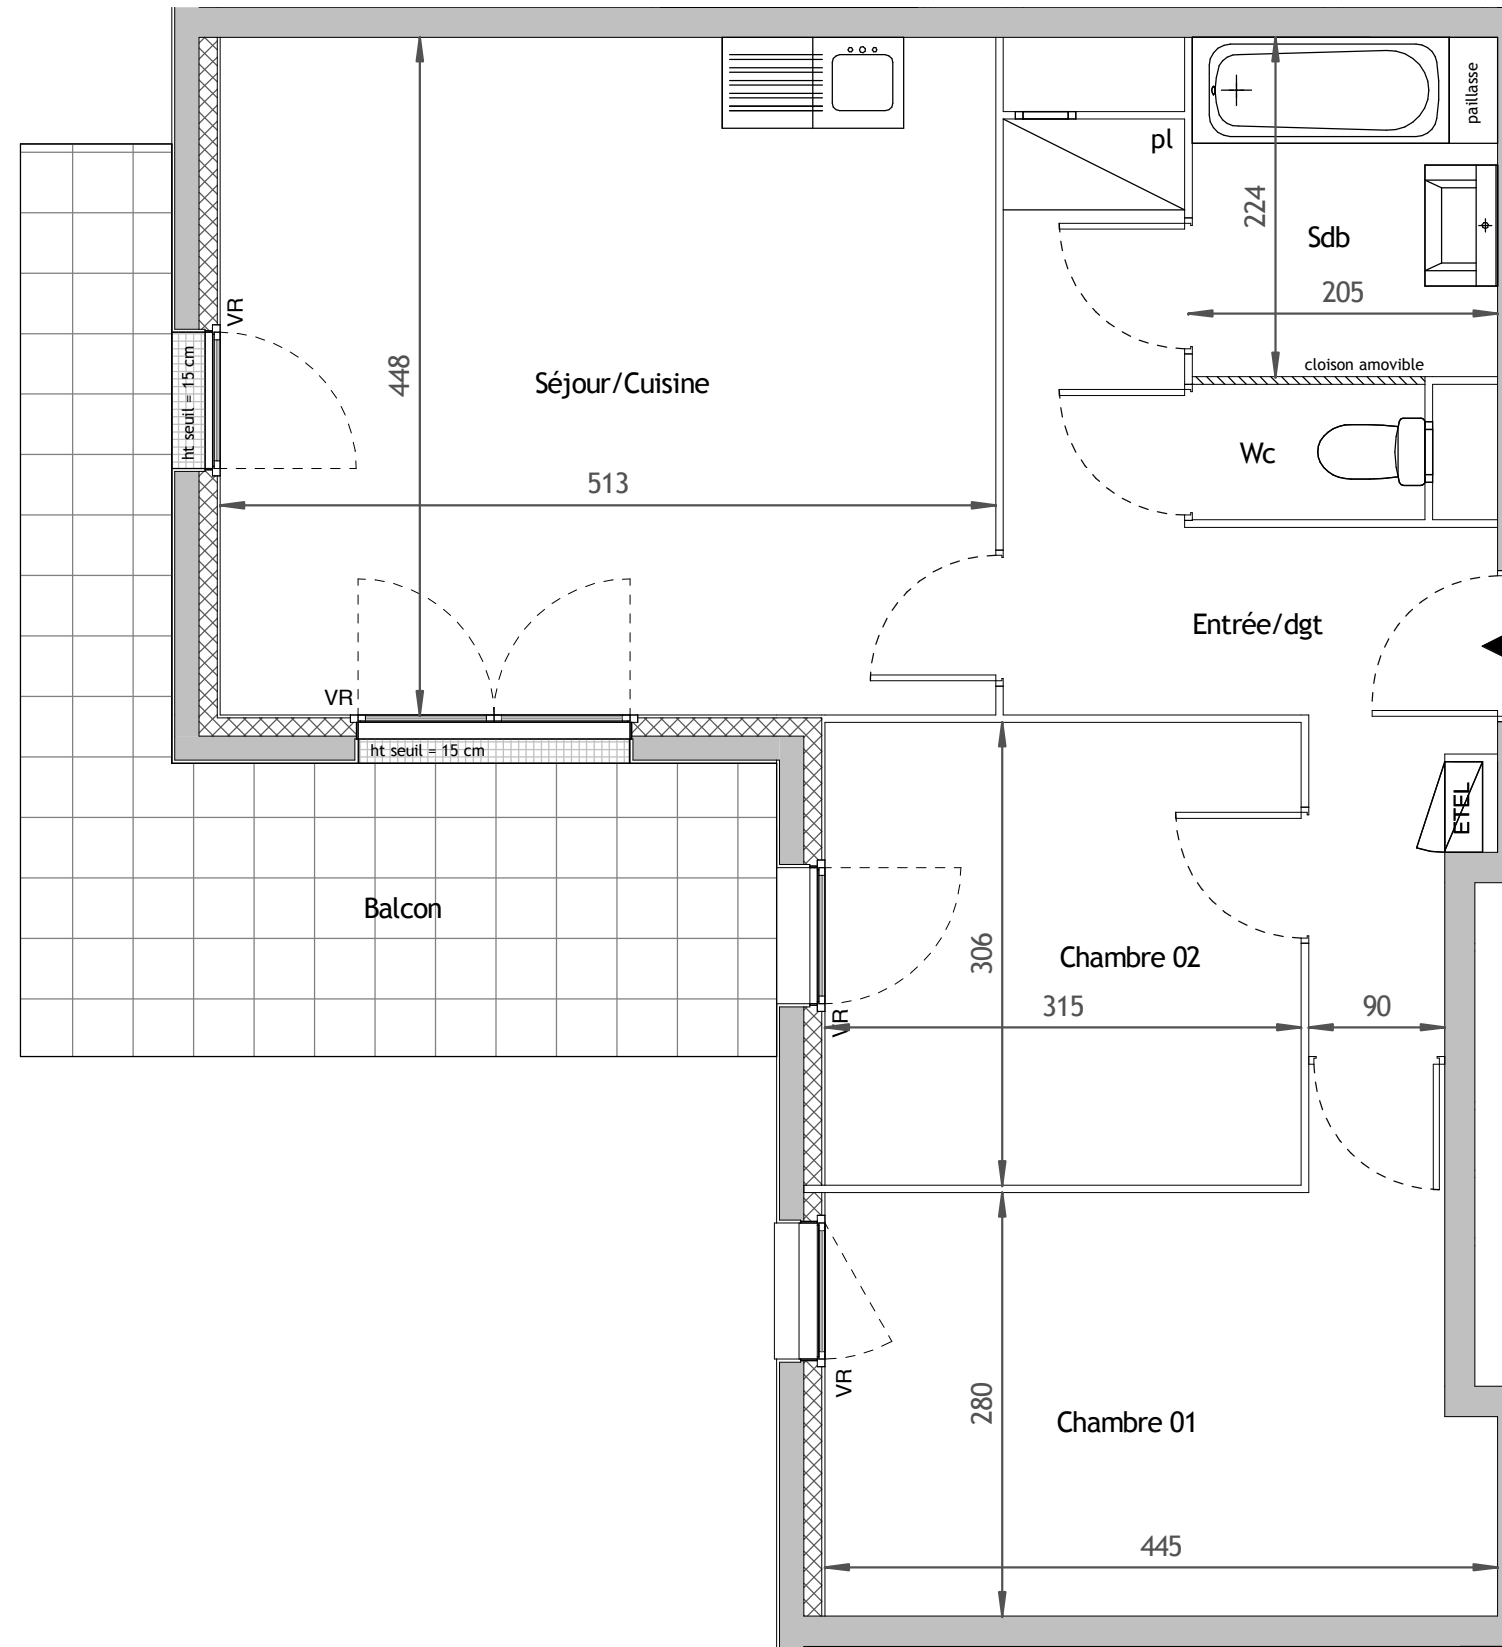 paillasse
pl
224
Sdb
205
VR
ht seuil = 15 cm
448
Séjour/Cuisine
cloison amovible
Wc
513
Entrée/dgt
VR
ht seuil = 15 cm
ETEL
Balcon
306
Chambre 02
315
90
VR
VR
280
Chambre 01
445